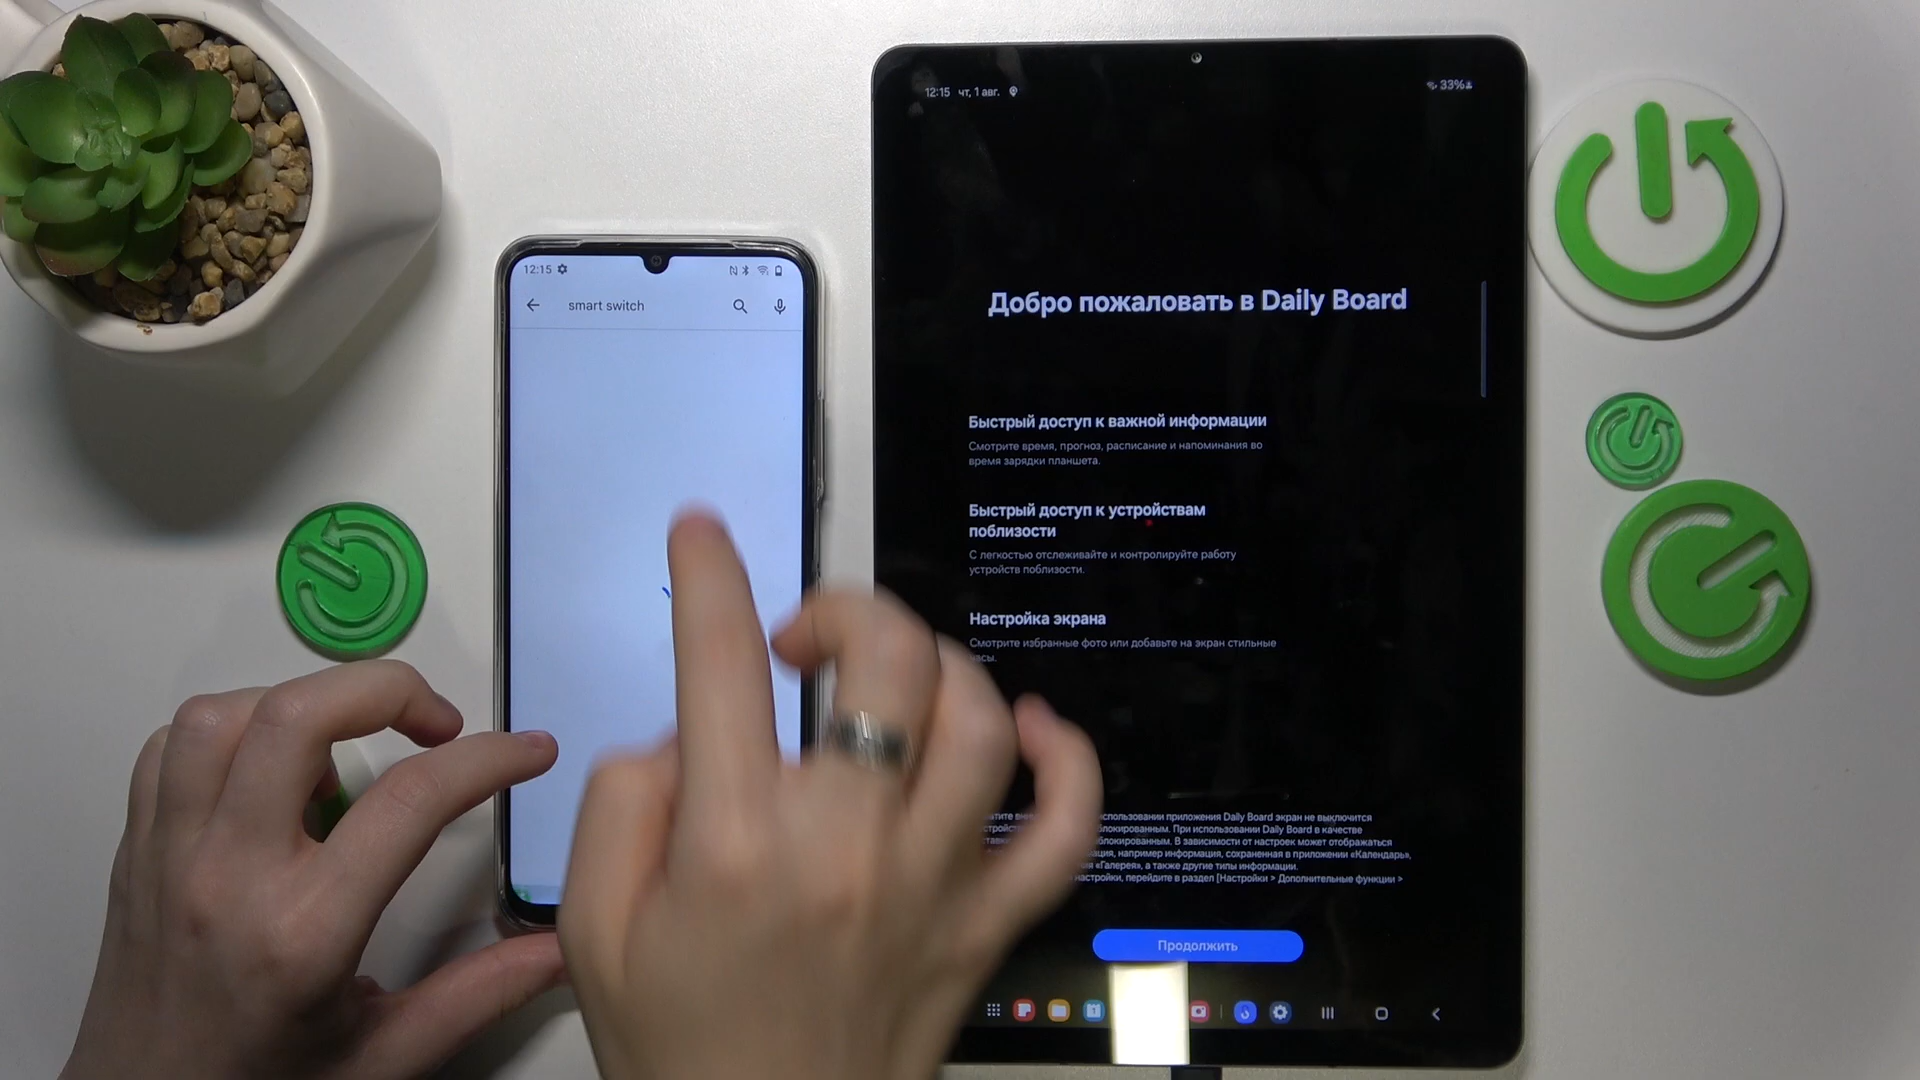 12:15
smart switch
12:15 чт, 1 авг.
33%
Добро пожаловать в Daily Board
Быстрый доступ к важной информации
Смотрите время, прогноз, расписание и напоминания во
время зарядки планшета.
Быстрый доступ к устройствам
поблизости
С легкостью отслеживайте и контролируйте работу
устройств поблизости.
Настройка экрана
Смотрите избранные фото или добавьте на экран стильные
часы.
использовании приложения Daily Board экран не выключится
блокированным. При использовании Daily Board в качестве
блокированным. В зависимости от настроек может отображаться
например информация, сохраненная в приложении «Календарь»,
«Галерея», а также другие типы информации.
настройки, перейдите в раздел [Настройки > Дополнительные функции >
Продолжить